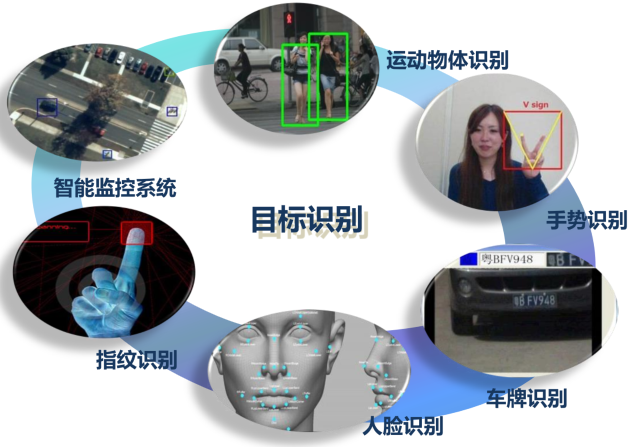 运动物体识别
V sign
手势识别
智能监控系统
目标识别
粤BFV948
粤B FV948
指纹识别
车牌识别
人脸识别